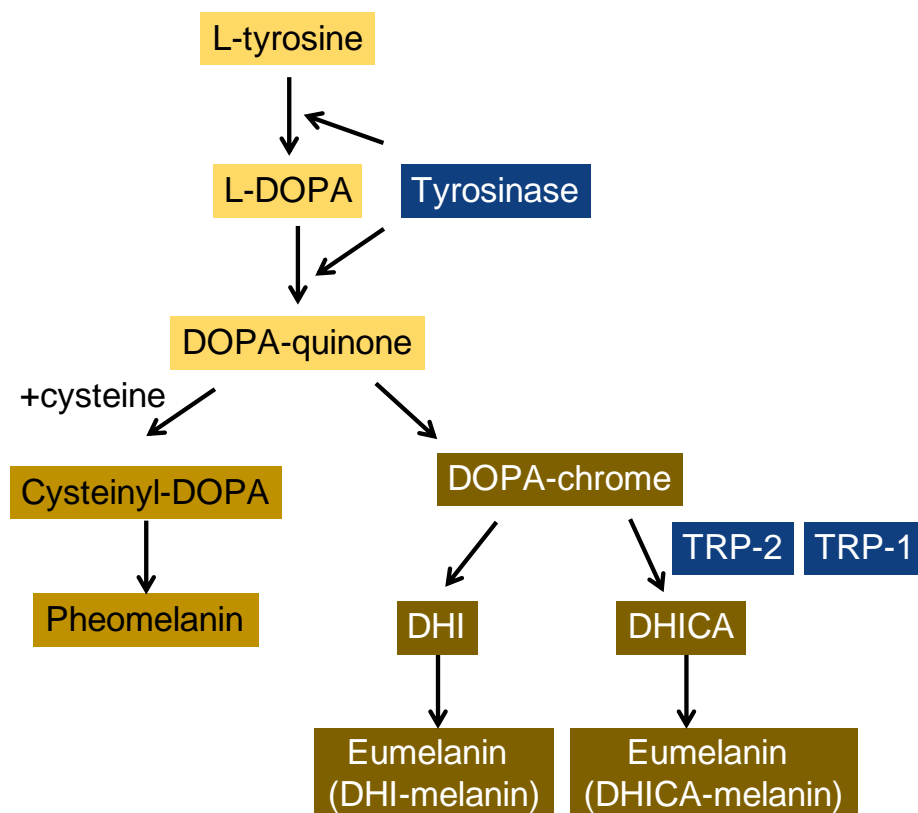 L-tyrosine
L-DOPA
Tyrosinase
DOPA-quinone
+cysteine
Cysteinyl-DOPA
DOPA-chrome
TRP-2
TRP-1
Pheomelanin
DHI
DHICA
Eumelanin
(DHI-melanin)
Eumelanin
(DHICA-melanin)